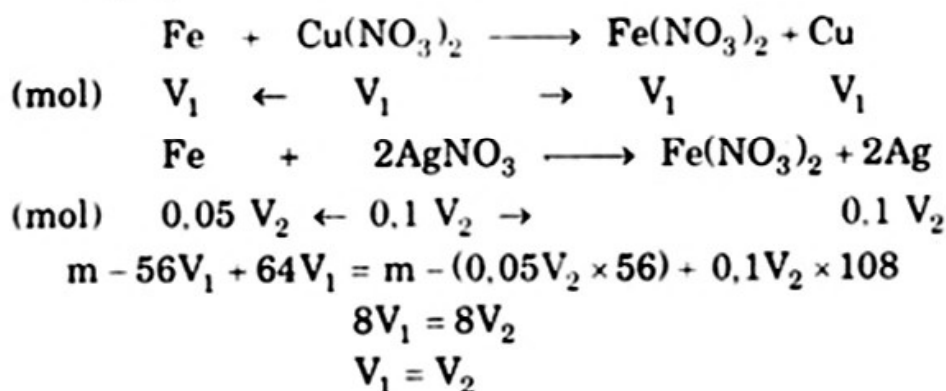 Fe + Cu(NO₃)₂ ⟶ Fe(NO₃)₂ + Cu
(mol) V₁ ← V₁ → V₁ V₁
Fe + 2AgNO₃ ⟶ Fe(NO₃)₂ + 2Ag
(mol) 0,05 V₂ ← 0,1 V₂ → 0,1 V₂
m − 56V₁ + 64V₁ = m − (0,05V₂ × 56) + 0,1V₂ × 108
8V₁ = 8V₂
V₁ = V₂